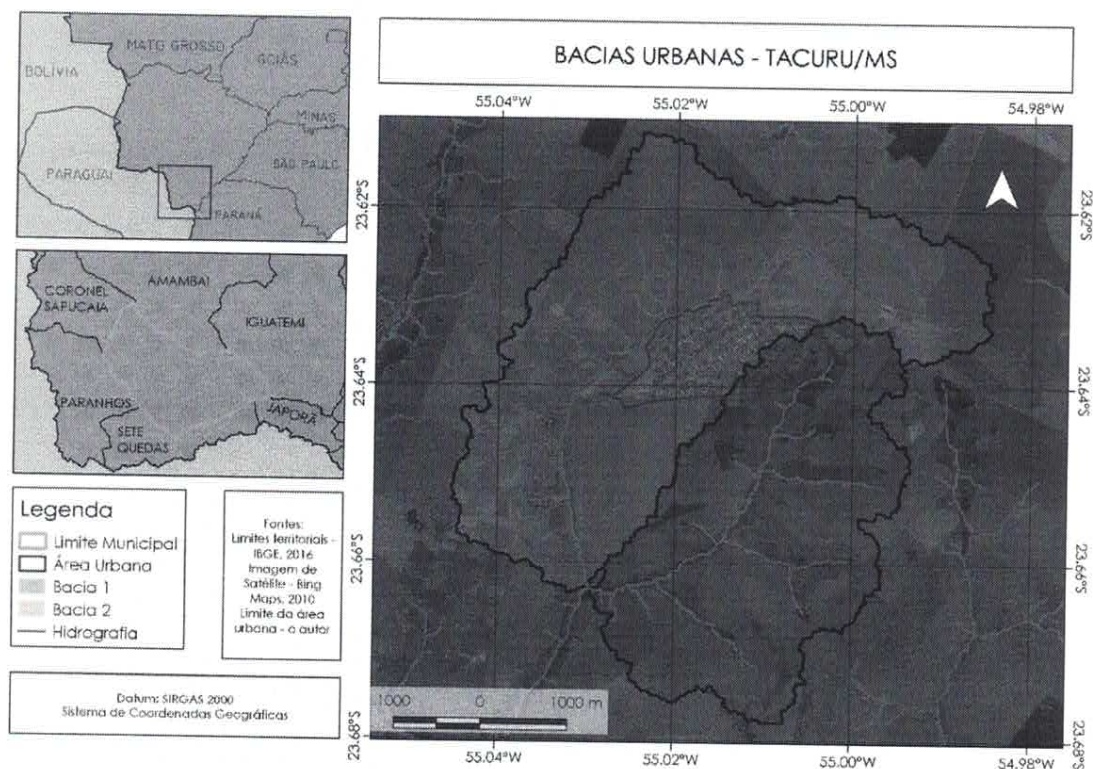 MATO GROSSO
GOIÁS
BOLÍVIA
MINAS
SÃO PAULO
PARAGUAI
PARANÁ
AMAMBAI
CORONEL
SAPUCAIA
IGUATEMI
PARANHOS
SETE
QUEDAS
JAPORÃ
Legenda
Limite Municipal
Área Urbana
Bacia 1
Bacia 2
Hidrografia
Fontes:
Limites territoriais -
IBGE, 2016
Imagem de
Satélite - Bing
Maps, 2010
Limite da área
urbana - o autor
Datum: SIRGAS 2000
Sistema de Coordenadas Geográficas
BACIAS URBANAS - TACURU/MS
55.04°W 55.02°W 55.00°W 54.98°W
23.62°S 23.62°S
23.64°S 23.64°S
23.66°S 23.66°S
1000 0 1000 m
23.68°S 23.68°S
55.04°W 55.02°W 55.00°W 54.98°W